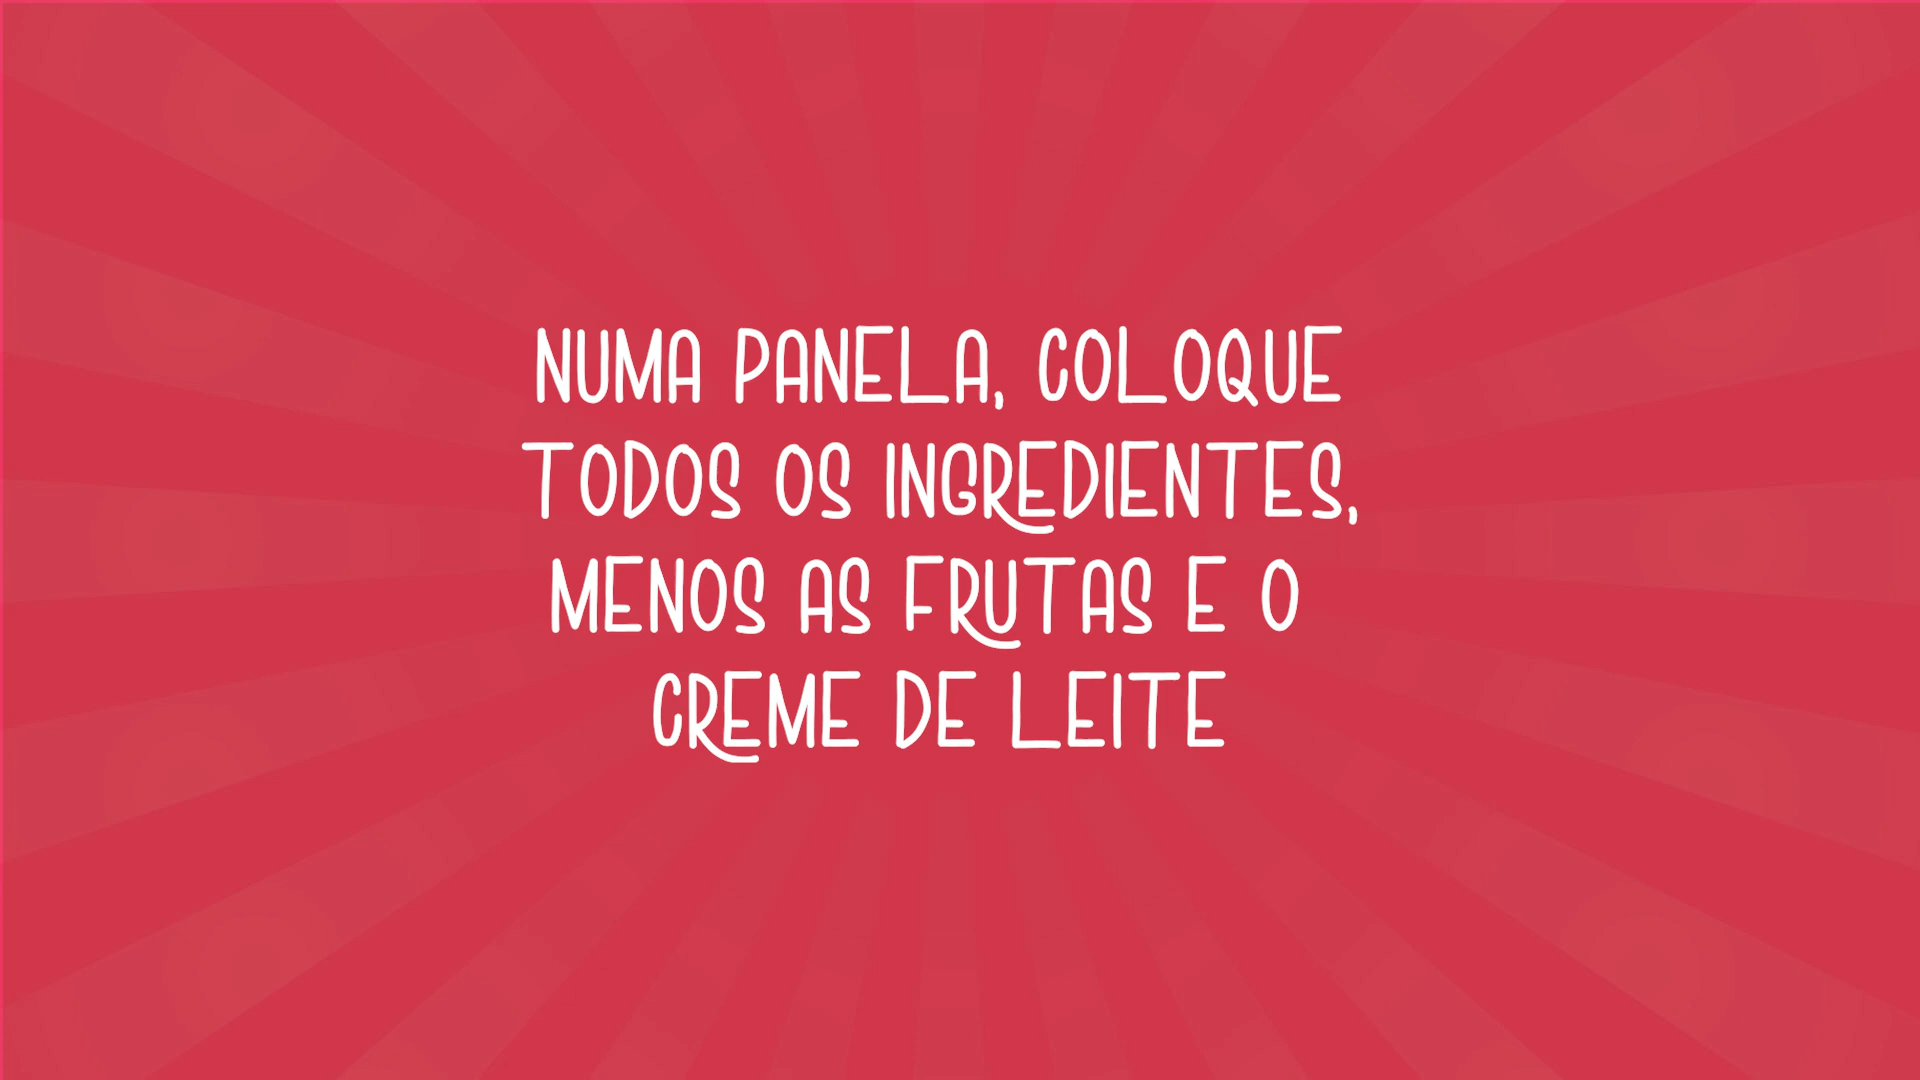 NUMA PANELA, COLOQUE
TODOS OS INGREDIENTES,
MENOS AS FRUTAS E O
CREME DE LEITE